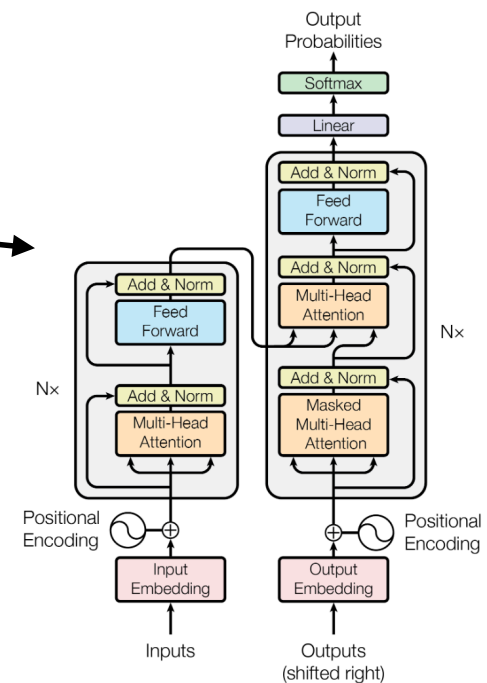 Output
Probabilities
Softmax
Linear
Add & Norm
Feed
Forward
Add & Norm
Multi-Head
Attention
Nx
Add & Norm
Masked
Multi-Head
Attention
Add & Norm
Feed
Forward
Nx
Add & Norm
Multi-Head
Attention
Positional
Encoding
Positional
Encoding
Input
Embedding
Output
Embedding
Inputs
Outputs
(shifted right)